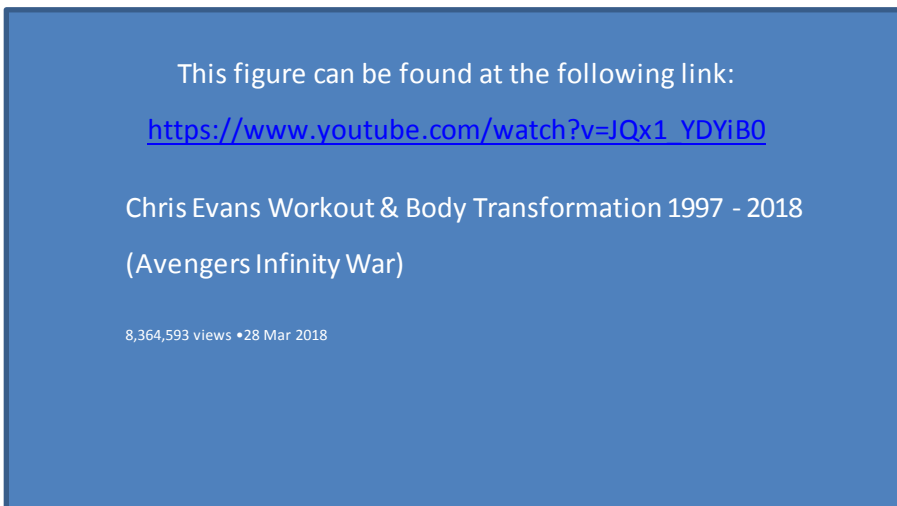 This figure can be found at the following link:
https://www.youtube.com/watch?v=JQx1_YDYiB0
Chris Evans Workout & Body Transformation 1997 - 2018
(Avengers Infinity War)
8,364,593 views •28 Mar 2018